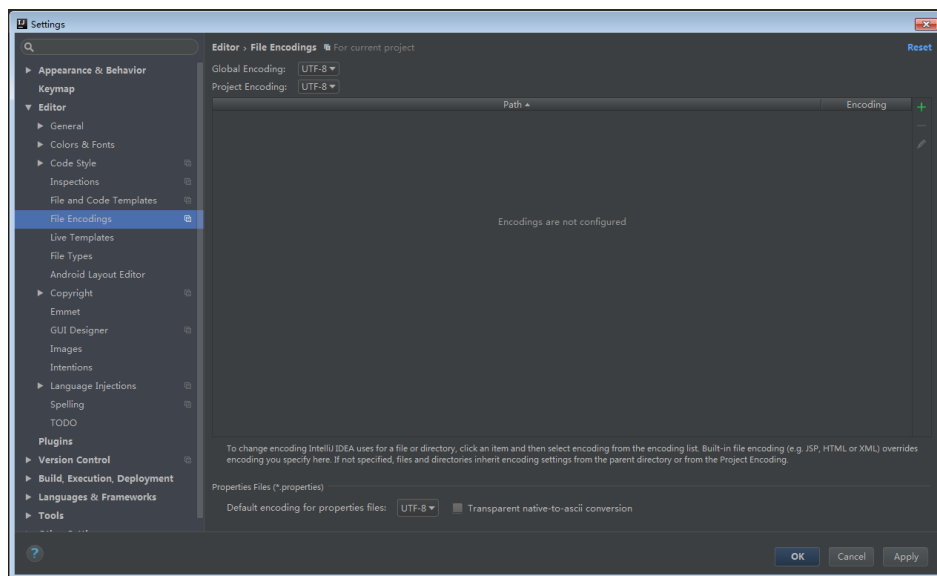 Settings
Editor › File Encodings For current project
Reset
Appearance & Behavior
Keymap
Editor
General
Colors & Fonts
Code Style
Inspections
File and Code Templates
File Encodings
Live Templates
File Types
Android Layout Editor
Copyright
Emmet
GUI Designer
Images
Intentions
Language Injections
Spelling
TODO
Plugins
Version Control
Build, Execution, Deployment
Languages & Frameworks
Tools
Global Encoding: UTF-8
Project Encoding: UTF-8
Path Encoding
Encodings are not configured
To change encoding IntelliJ IDEA uses for a file or directory, click an item and then select encoding from the encoding list. Built-in file encoding (e.g. JSP, HTML or XML) overrides
encoding you specify here. If not specified, files and directories inherit encoding settings from the parent directory or from the Project Encoding.
Properties Files (*.properties)
Default encoding for properties files: UTF-8 Transparent native-to-ascii conversion
?
OK Cancel Apply